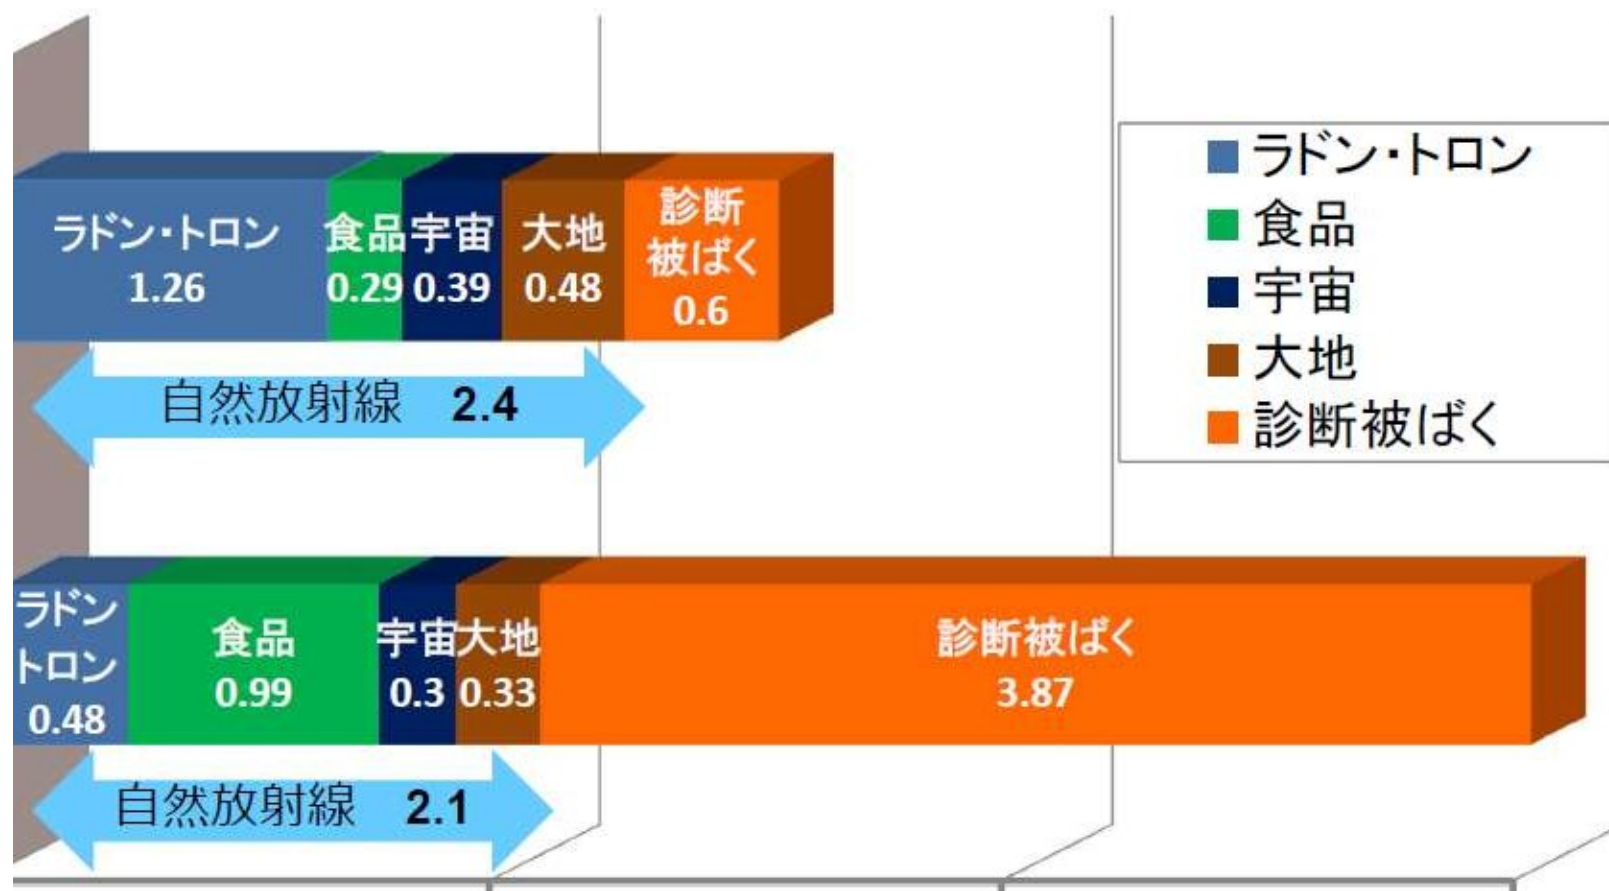 ラドン・トロン
1.26
食品
0.29
宇宙
0.39
大地
0.48
診断
被ばく
0.6
自然放射線 2.4
ラドン・トロン
食品
宇宙
大地
診断被ばく
ラドン
トロン
0.48
食品
0.99
宇宙
0.3
大地
0.33
診断被ばく
3.87
自然放射線 2.1